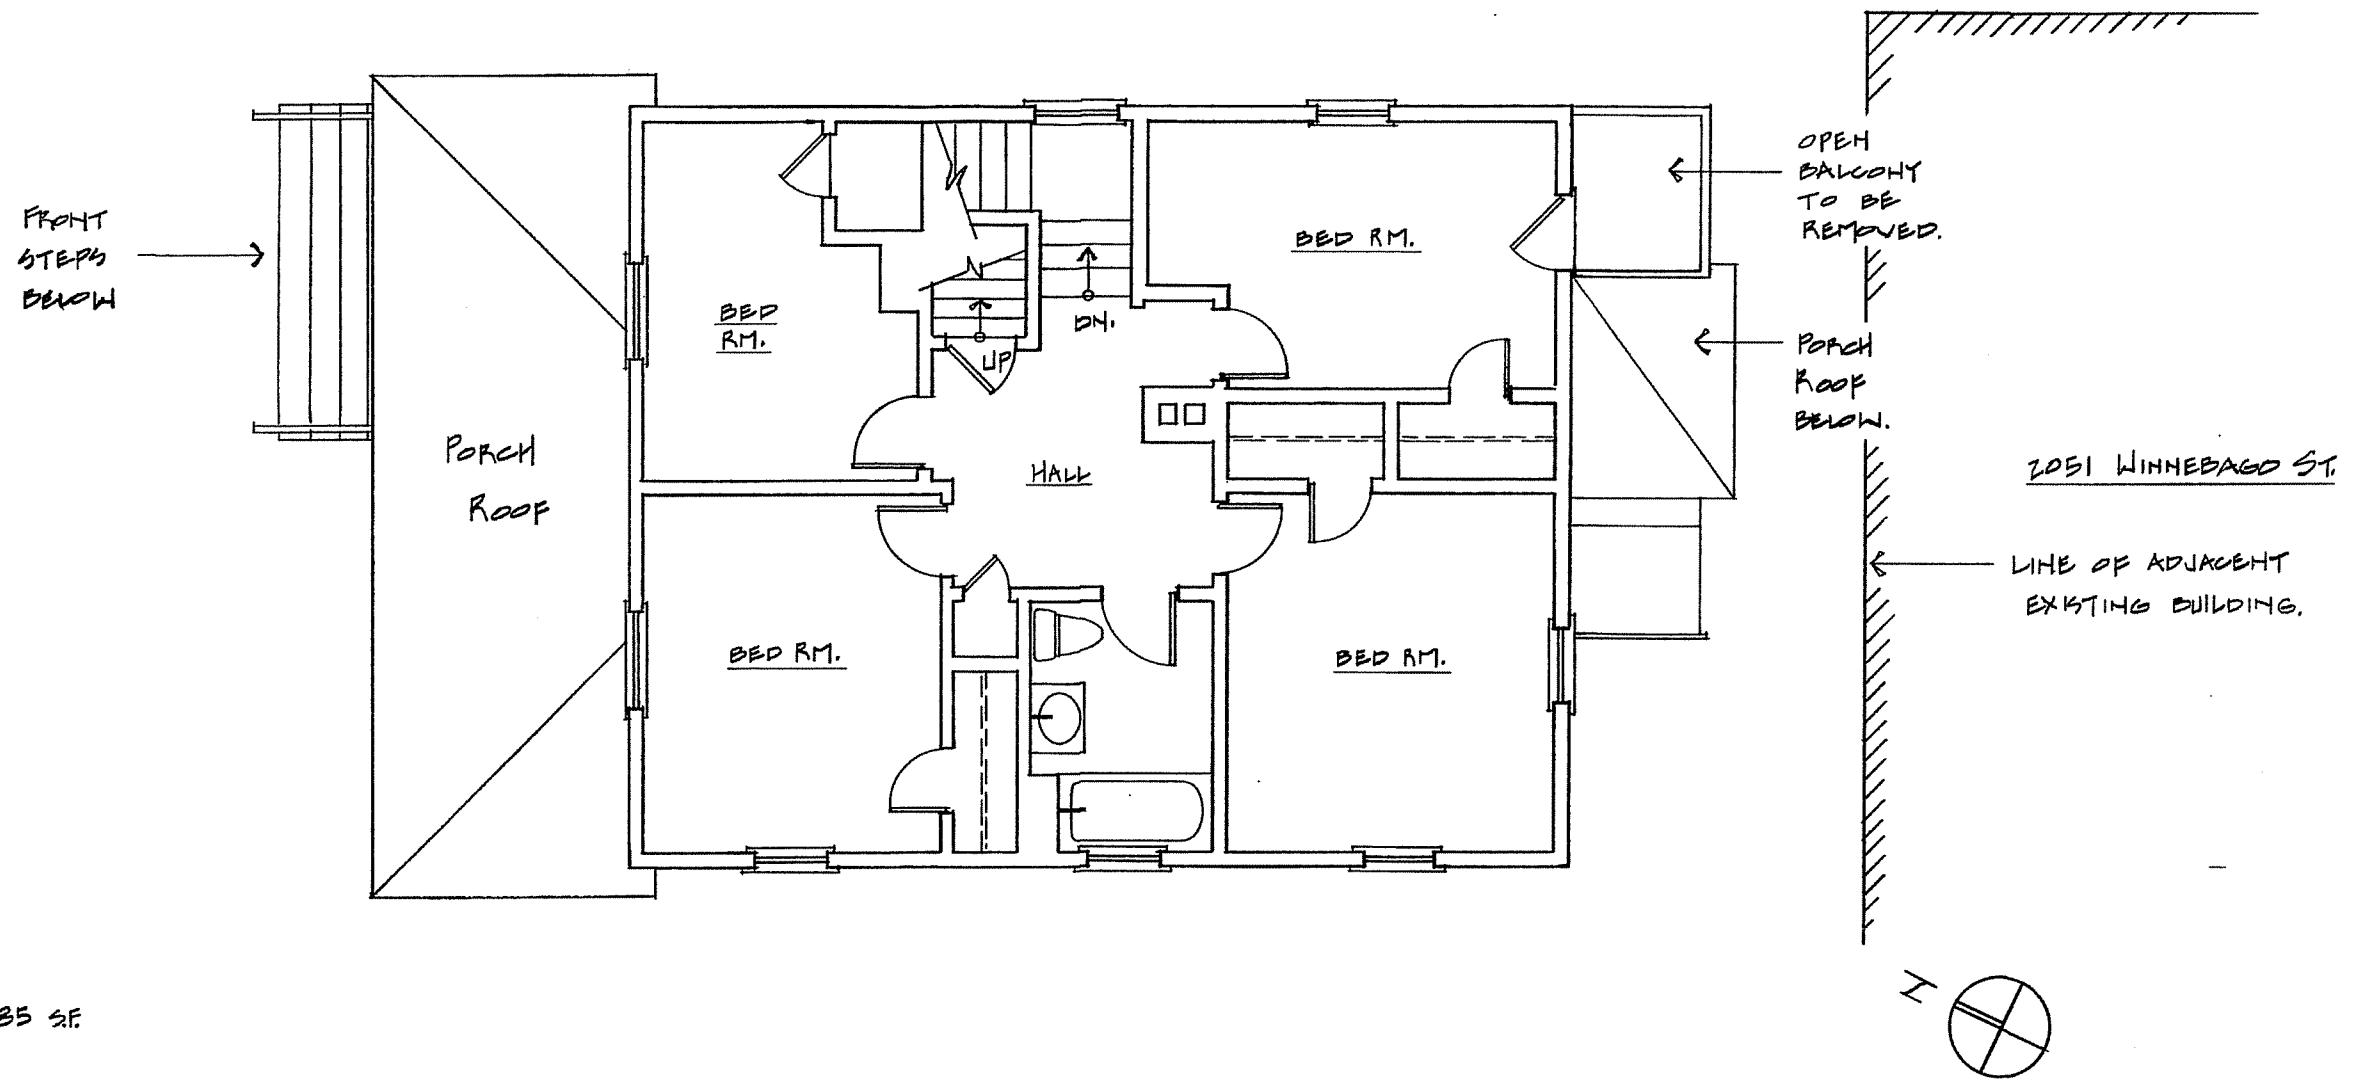 FRONT
STEPS
BELOW
PORCH
ROOF
BED
RM.
UP
DN.
BED RM.
HALL
BED RM.
BED RM.
OPEN
BALCONY
TO BE
REMOVED.
PORCH
ROOF
BELOW.
2051 WINNEBAGO ST.
LINE OF ADJACENT
EXISTING BUILDING.
N
35 S.F.